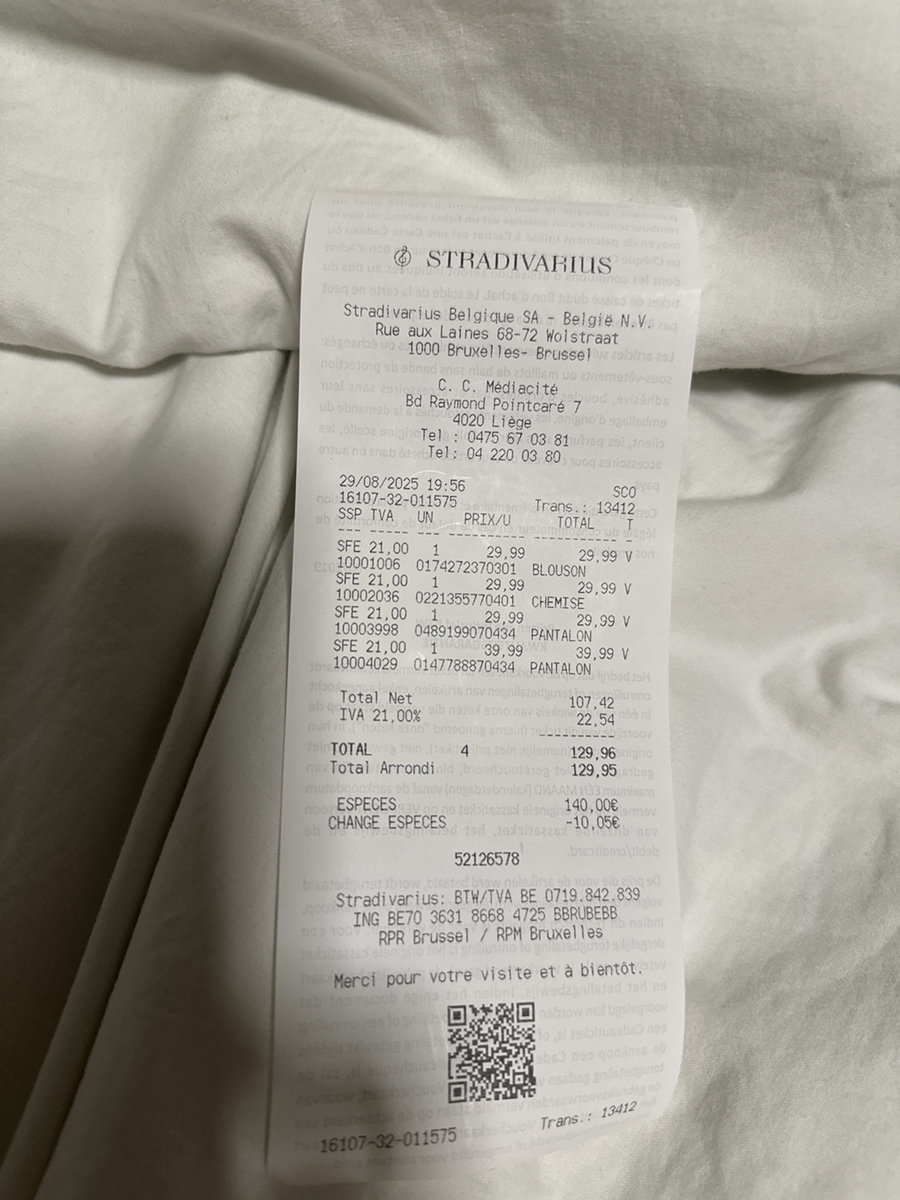 STRADIVARIUS
Stradivarius Belgique SA - België N.V.
Rue aux Laines 68-72 Wolstraat
1000 Bruxelles- Brussel
C. C. Médiacité
Bd Raymond Pointcaré 7
4020 Liège
Tel : 0475 67 03 81
Tel: 04 220 03 80
29/08/2025 19:56 SCO
16107-32-011575 Trans.: 13412
SSP TVA UN PRIX/U TOTAL T
--- ----- --- ---------- ----------- -
SFE 21,00 1 29,99 29,99 V
10001006 0174272370301 BLOUSON
SFE 21,00 1 29,99 29,99 V
10002036 0221355770401 CHEMISE
SFE 21,00 1 29,99 29,99 V
10003998 0489199070434 PANTALON
SFE 21,00 1 39,99 39,99 V
10004029 0147788870434 PANTALON
Total Net 107,42
IVA 21,00% 22,54
----------
TOTAL 4 129,96
Total Arrondi 129,95
ESPECES 140,00€
CHANGE ESPECES -10,05€
52126578
Stradivarius: BTW/TVA BE 0719.842.839
ING BE70 3631 8668 4725 BBRUBEBB
RPR Brussel / RPM Bruxelles
Merci pour votre visite et à bientôt.
16107-32-011575 Trans.: 13412